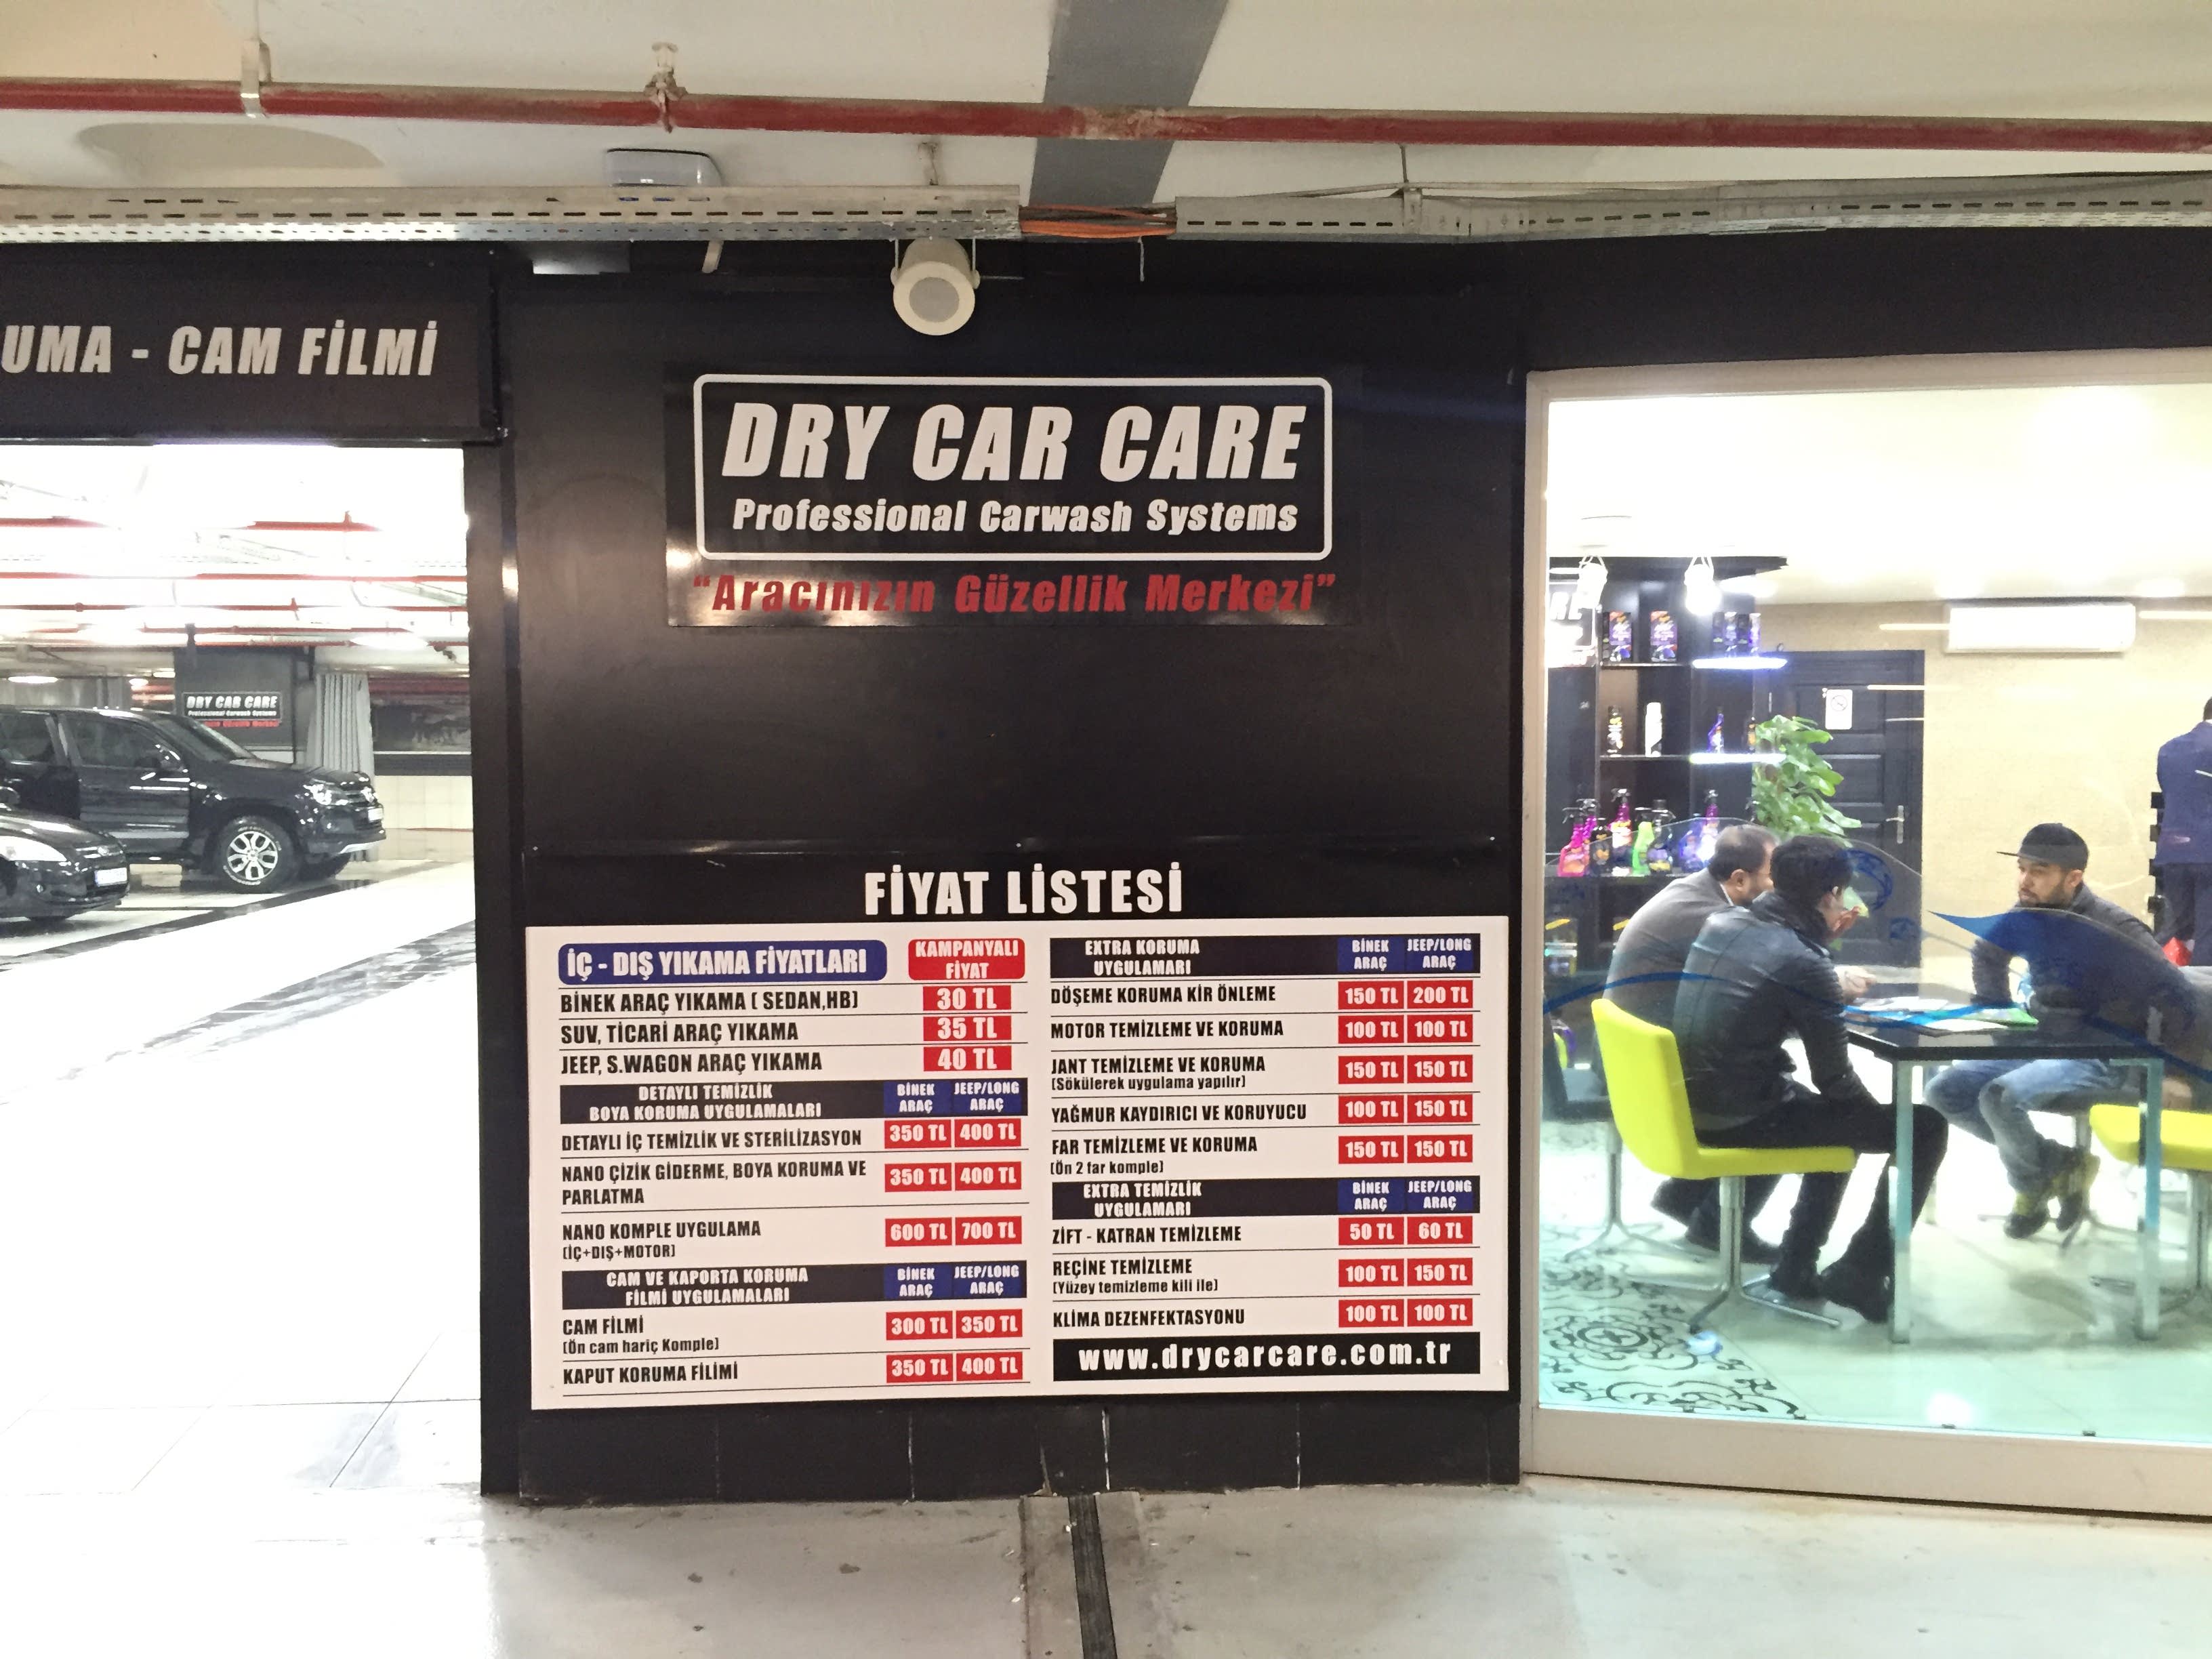 UMA - CAM FİLMİ
DRY CAR CARE
Professional Carwash Systems
"Aracınızın Güzellik Merkezi"
DRY CAR CARE
Professional Carwash Systems
Güzellik Merkezi
FİYAT LİSTESİ
İÇ - DIŞ YIKAMA FİYATLARI KAMPANYALI
FİYAT
BİNEK ARAÇ YIKAMA ( SEDAN,HB) 30 TL
SUV, TİCARİ ARAÇ YIKAMA 35 TL
JEEP, S.WAGON ARAÇ YIKAMA 40 TL
DETAYLI TEMİZLİK BİNEK JEEP/LONG
BOYA KORUMA UYGULAMALARI ARAÇ ARAÇ
DETAYLI İÇ TEMİZLİK VE STERİLİZASYON 350 TL 400 TL
NANO ÇİZİK GİDERME, BOYA KORUMA VE 350 TL 400 TL
PARLATMA
NANO KOMPLE UYGULAMA 600 TL 700 TL
(İÇ+DIŞ+MOTOR)
CAM VE KAPORTA KORUMA BİNEK JEEP/LONG
FİLMİ UYGULAMALARI ARAÇ ARAÇ
CAM FİLMİ 300 TL 350 TL
(Ön cam hariç Komple)
KAPUT KORUMA FİLİMİ 350 TL 400 TL
EXTRA KORUMA BİNEK JEEP/LONG
UYGULAMARI ARAÇ ARAÇ
DÖŞEME KORUMA KİR ÖNLEME 150 TL 200 TL
MOTOR TEMİZLEME VE KORUMA 100 TL 100 TL
JANT TEMİZLEME VE KORUMA 150 TL 150 TL
(Sökülerek uygulama yapılır)
YAĞMUR KAYDIRICI VE KORUYUCU 100 TL 150 TL
FAR TEMİZLEME VE KORUMA 150 TL 150 TL
(Ön 2 far komple)
EXTRA TEMİZLİK BİNEK JEEP/LONG
UYGULAMARI ARAÇ ARAÇ
ZİFT - KATRAN TEMİZLEME 50 TL 60 TL
REÇİNE TEMİZLEME 100 TL 150 TL
(Yüzey temizleme kili ile)
KLİMA DEZENFEKTASYONU 100 TL 100 TL
www.drycarcare.com.tr